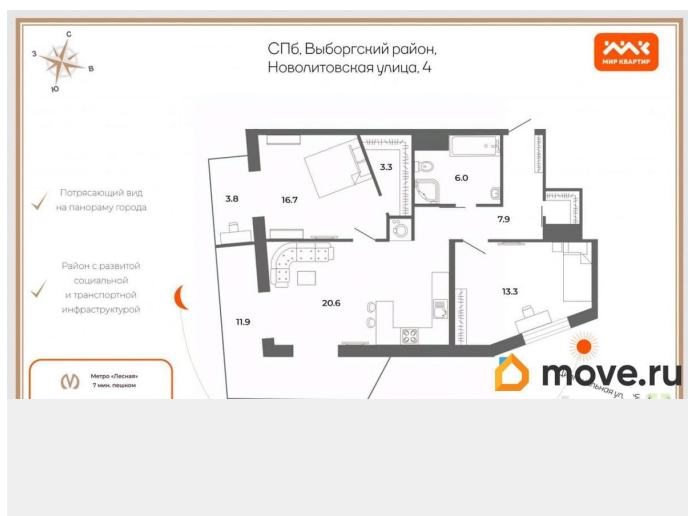 С
З
В
Ю
СПб, Выборгский район,
Новолитовская улица, 4
МИР КВАРТИР
Потрясающий вид
на панораму города
Район с развитой
социальной
и транспортной
инфраструктурой
3.8
16.7
3.3
6.0
7.9
11.9
20.6
13.3
Метро «Лесная»
7 мин. пешком
move.ru